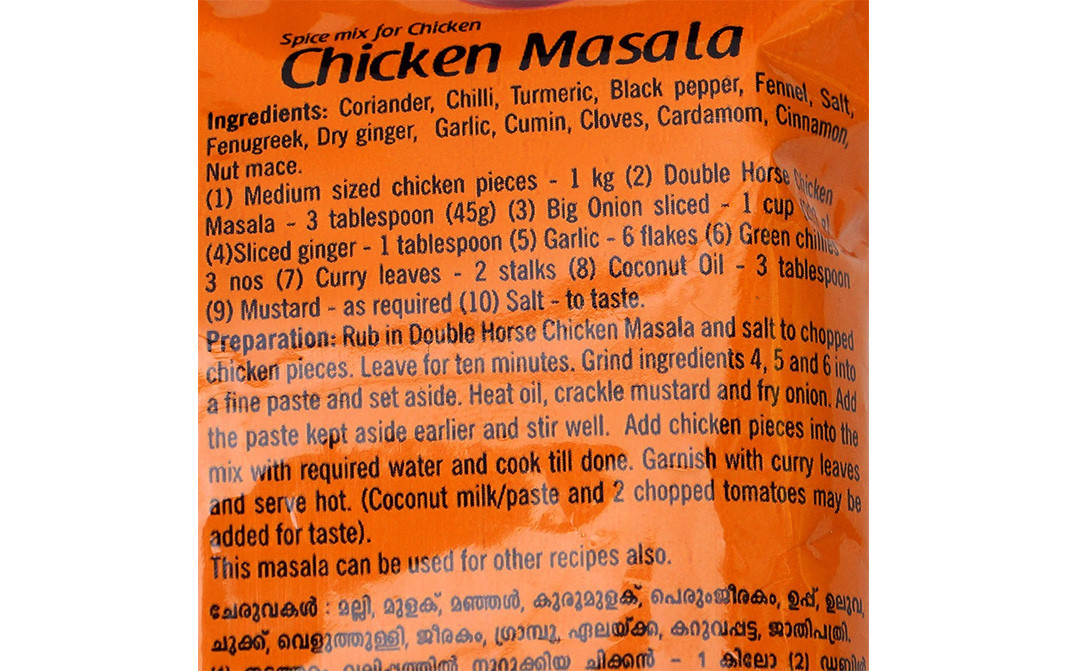 Spice mix for Chicken
Chicken Masala
Ingredients: Coriander, Chilli, Turmeric, Black pepper, Fennel, Salt,
Fenugreek, Dry ginger, Garlic, Cumin, Cloves, Cardamom, Cinnamon,
Nut mace.
(1) Medium sized chicken pieces - 1 kg (2) Double Horse Chicken
Masala - 3 tablespoon (45g) (3) Big Onion sliced - 1 cup
(4)Sliced ginger - 1 tablespoon (5) Garlic - 6 flakes (6) Green chillies
3 nos (7) Curry leaves - 2 stalks (8) Coconut Oil - 3 tablespoon
(9) Mustard - as required (10) Salt - to taste.
Preparation: Rub in Double Horse Chicken Masala and salt to chopped
chicken pieces. Leave for ten minutes. Grind ingredients 4, 5 and 6 into
a fine paste and set aside. Heat oil, crackle mustard and fry onion. Add
the paste kept aside earlier and stir well. Add chicken pieces into the
mix with required water and cook till done. Garnish with curry leaves
and serve hot. (Coconut milk/paste and 2 chopped tomatoes may be
added for taste).
This masala can be used for other recipes also.
ചേരുവകൾ : മല്ലി, മുളക്, മഞ്ഞൾ, കുരുമുളക്, പെരുംജീരകം, ഉപ്പ്, ഉലുവ,
ചുക്ക്, വെളുത്തുള്ളി, ജീരകം, ഗ്രാമ്പൂ, ഏലയ്ക്ക, കറുവപ്പട്ട, ജാതിപത്രി.
നുറുക്കിയ ചിക്കൻ - 1 കിലോ (2) ഡബിൾ